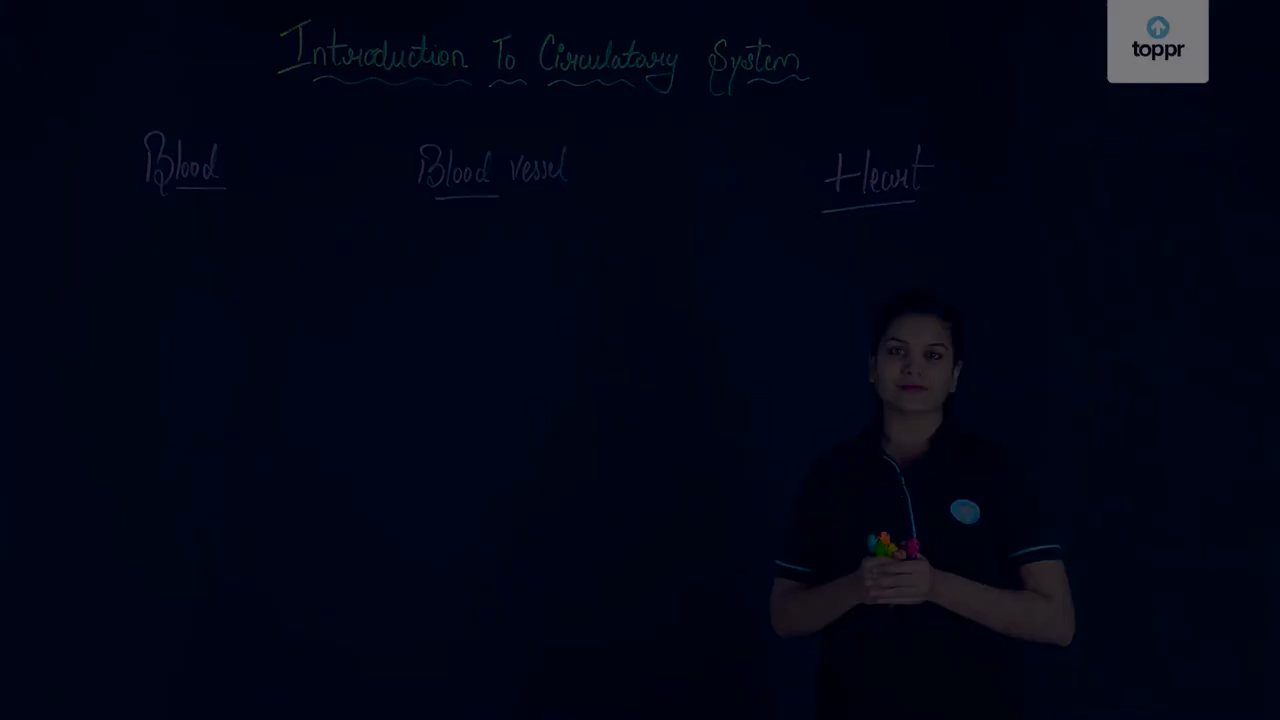 Introduction To Circulatory System
toppr
Blood Blood vessel Heart